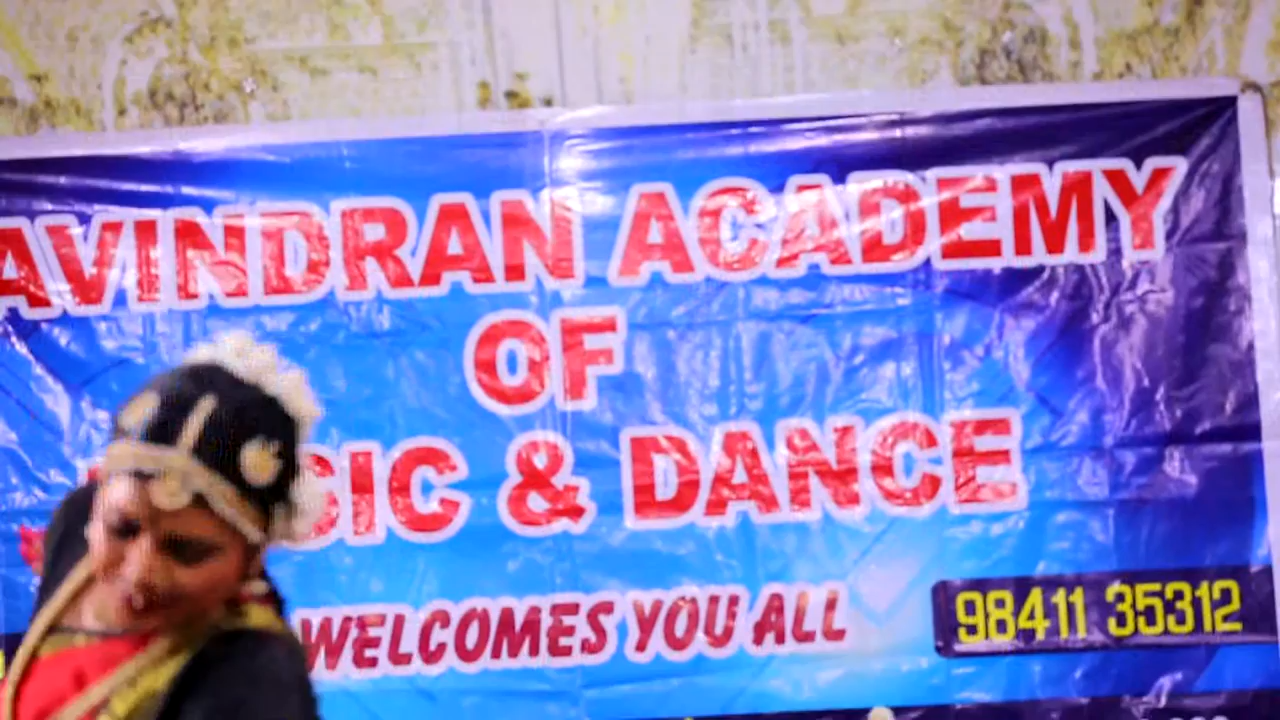 AVINDRAN ACADEMY
OF
SIC & DANCE
WELCOMES YOU ALL
98411 35312